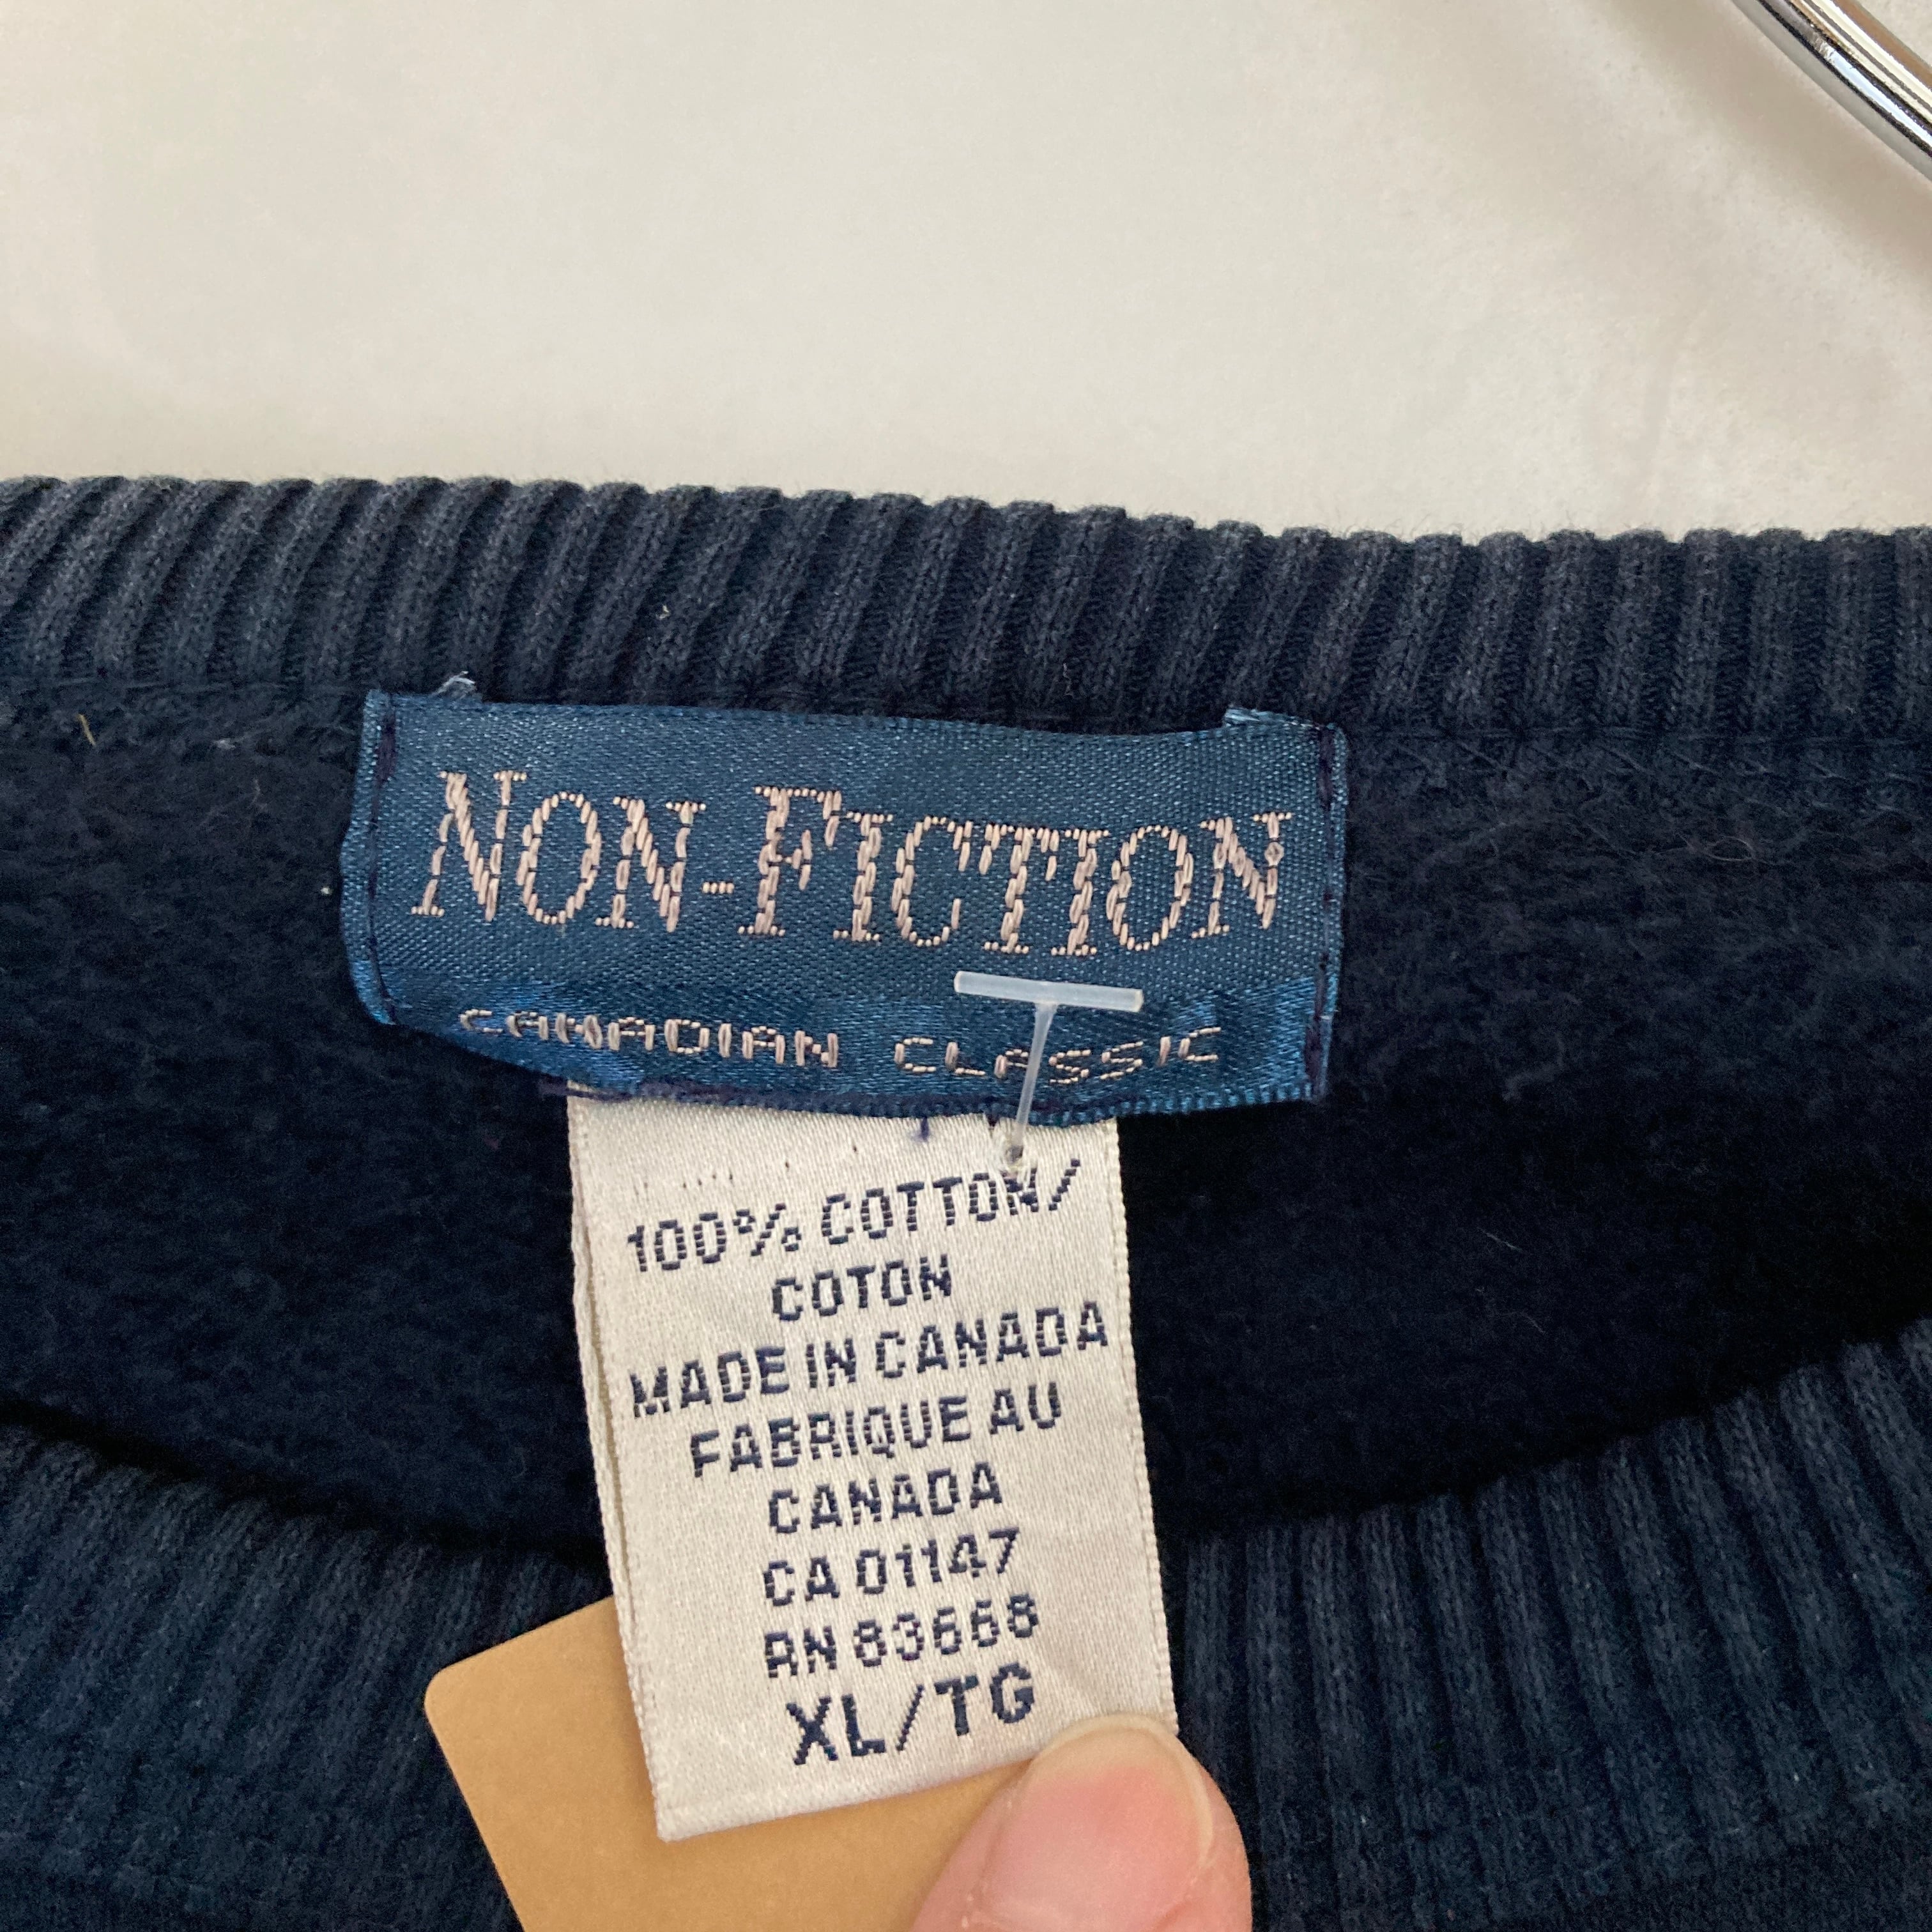 NON-FICTION
CANADIAN CLASSIC
100% COTTON/
COTON
MADE IN CANADA
FABRIQUE AU
CANADA
CA 01147
RN 83668
XL/TG